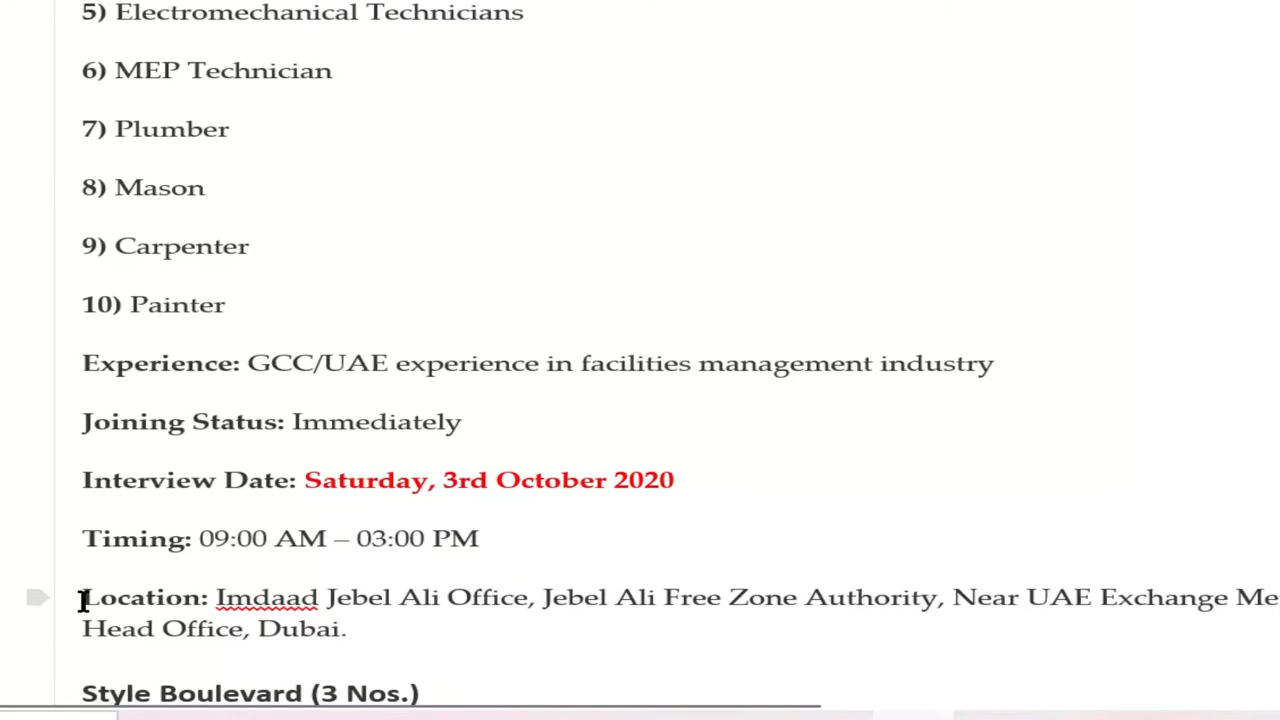 5) Electromechanical Technicians
6) MEP Technician
7) Plumber
8) Mason
9) Carpenter
10) Painter
Experience: GCC/UAE experience in facilities management industry
Joining Status: Immediately
Interview Date: Saturday, 3rd October 2020
Timing: 09:00 AM – 03:00 PM
Location: Imdaad Jebel Ali Office, Jebel Ali Free Zone Authority, Near UAE Exchange
Head Office, Dubai.
Style Boulevard (3 Nos.)